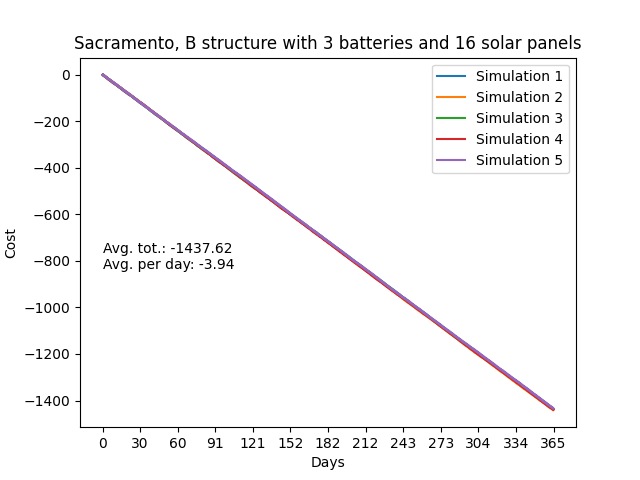 Sacramento, B structure with 3 batteries and 16 solar panels
Simulation 1
Simulation 2
Simulation 3
Simulation 4
Simulation 5
0
−200
−400
−600
−800
−1000
−1200
−1400
Cost
Avg. tot.: -1437.62
Avg. per day: -3.94
0 30 60 91 121 152 182 212 243 273 304 334 365
Days